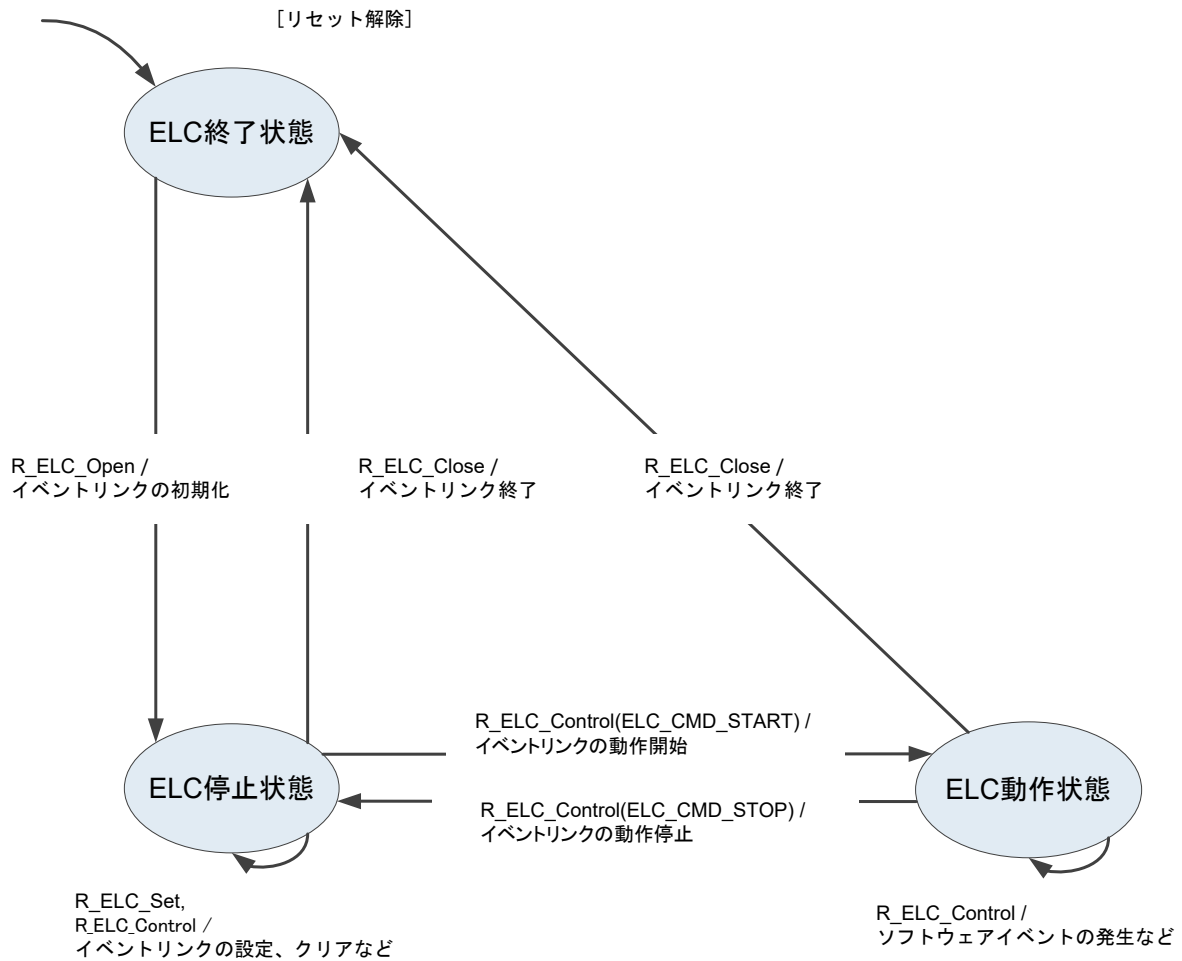 ［リセット解除］
ELC終了状態
R_ELC_Open /
イベントリンクの初期化
R_ELC_Close /
イベントリンク終了
R_ELC_Close /
イベントリンク終了
R_ELC_Control(ELC_CMD_START) /
イベントリンクの動作開始
ELC停止状態
ELC動作状態
R_ELC_Control(ELC_CMD_STOP) /
イベントリンクの動作停止
R_ELC_Set,
R_ELC_Control /
イベントリンクの設定、クリアなど
R_ELC_Control /
ソフトウェアイベントの発生など